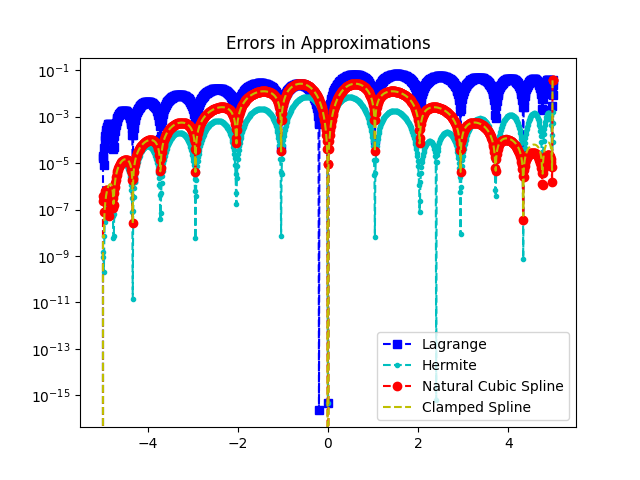 Errors in Approximations
10⁻¹
10⁻³
10⁻⁵
10⁻⁷
10⁻⁹
10⁻¹¹
10⁻¹³
10⁻¹⁵
Lagrange
Hermite
Natural Cubic Spline
Clamped Spline
−4 −2 0 2 4